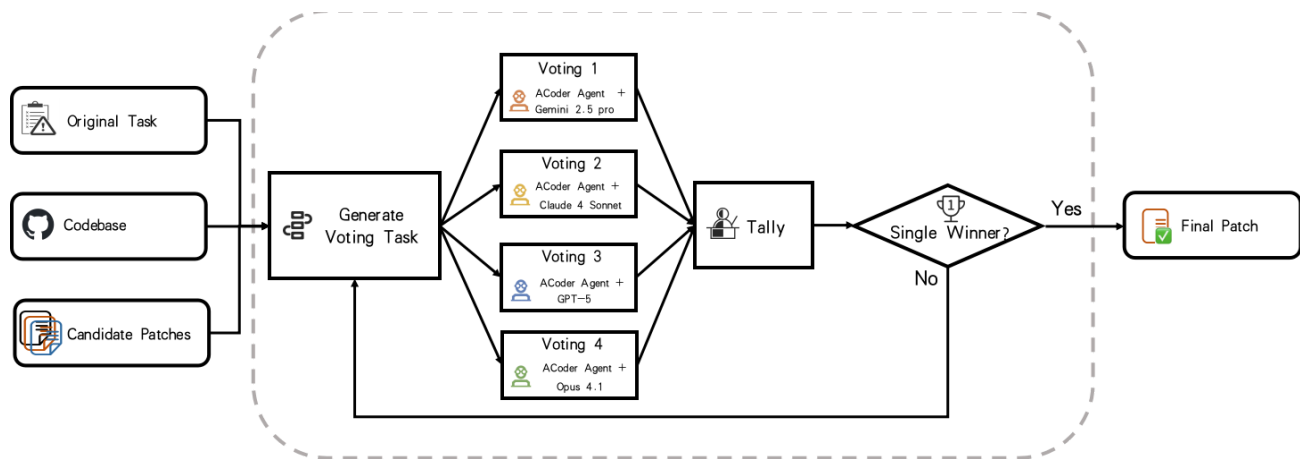 Original Task
Codebase
Candidate Patches
Generate
Voting Task
Voting 1
ACoder Agent +
Gemini 2.5 pro
Voting 2
ACoder Agent +
Claude 4 Sonnet
Voting 3
ACoder Agent +
GPT-5
Voting 4
ACoder Agent +
Opus 4.1
Tally
1
Single Winner?
Yes
No
Final Patch